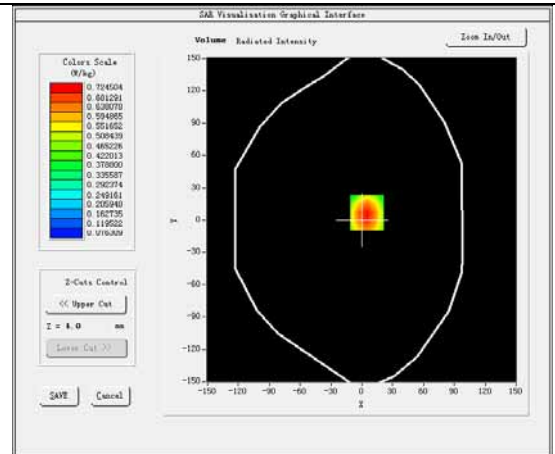 SAR Visualisation Graphical Interface
Volume Radiated Intensity
Zoom In/Out
Colors Scale
(W/kg)
0.724504
0.681291
0.638078
0.594865
0.551652
0.508439
0.465226
0.422013
0.378800
0.335587
0.292374
0.249161
0.205948
0.162735
0.119522
0.076309
Z-Cuts Control
<< Upper Cut
Z = 4.0 mm
Lower Cut >>
SAVE
Cancel
150
120
90
60
30
0
-30
-60
-90
-120
-150
Y
-150 -120 -90 -60 -30 0 30 60 90 120 150
X